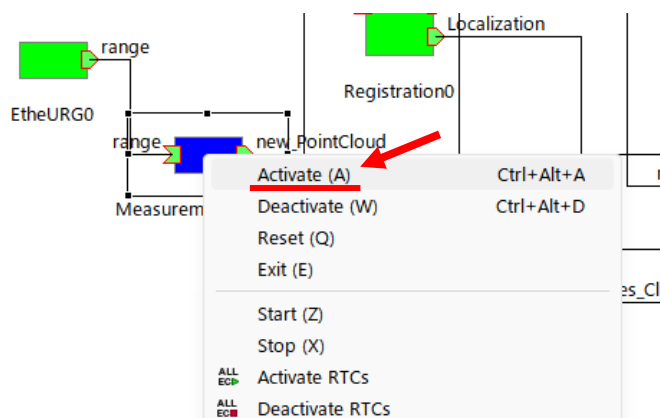 Localization
range
Registration0
EtheURG0
range
new_PointCloud
Activate (A) Ctrl+Alt+A
Measurem
Deactivate (W) Ctrl+Alt+D
Reset (Q)
Exit (E)
es_Cl
Start (Z)
Stop (X)
ALL EC Activate RTCs
ALL EC Deactivate RTCs